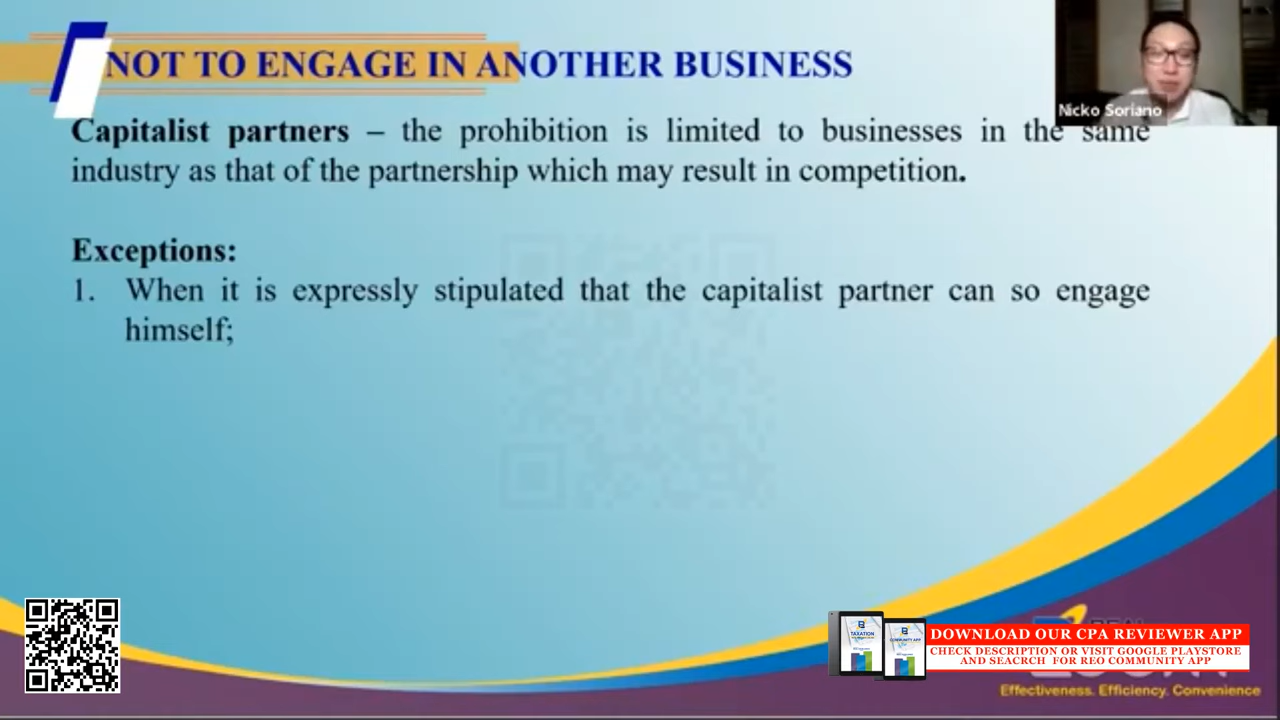 NOT TO ENGAGE IN ANOTHER BUSINESS
Nicko Soriano
Capitalist partners – the prohibition is limited to businesses in the same
industry as that of the partnership which may result in competition.
Exceptions:
1. When it is expressly stipulated that the capitalist partner can so engage
himself;
TAXATION
COMMUNITY APP
DOWNLOAD OUR CPA REVIEWER APP
CHECK DESCRIPTION OR VISIT GOOGLE PLAYSTORE
AND SEACRCH FOR REO COMMUNITY APP
Effectiveness. Efficiency. Convenience